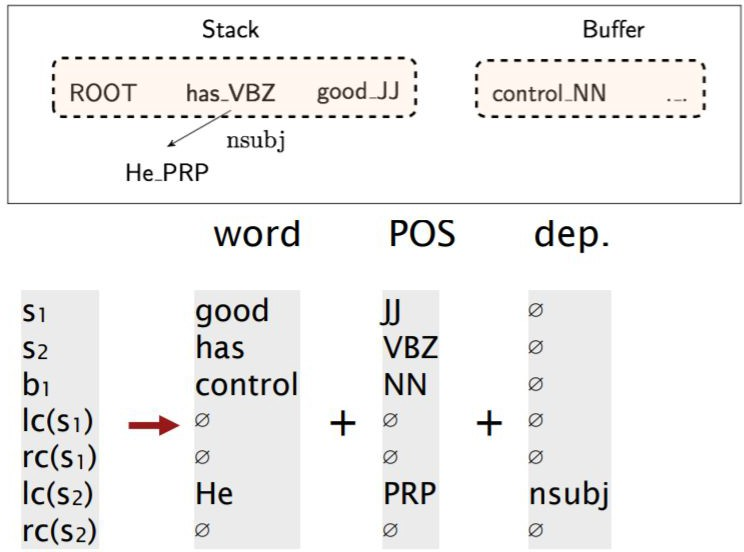 Stack Buffer
ROOT has_VBZ good_JJ control_NN ._.
nsubj
He_PRP
word POS dep.
s1 good JJ ∅
s2 has VBZ ∅
b1 control NN ∅
lc(s1) ∅ + ∅ + ∅
rc(s1) ∅ ∅ ∅
lc(s2) He PRP nsubj
rc(s2) ∅ ∅ ∅